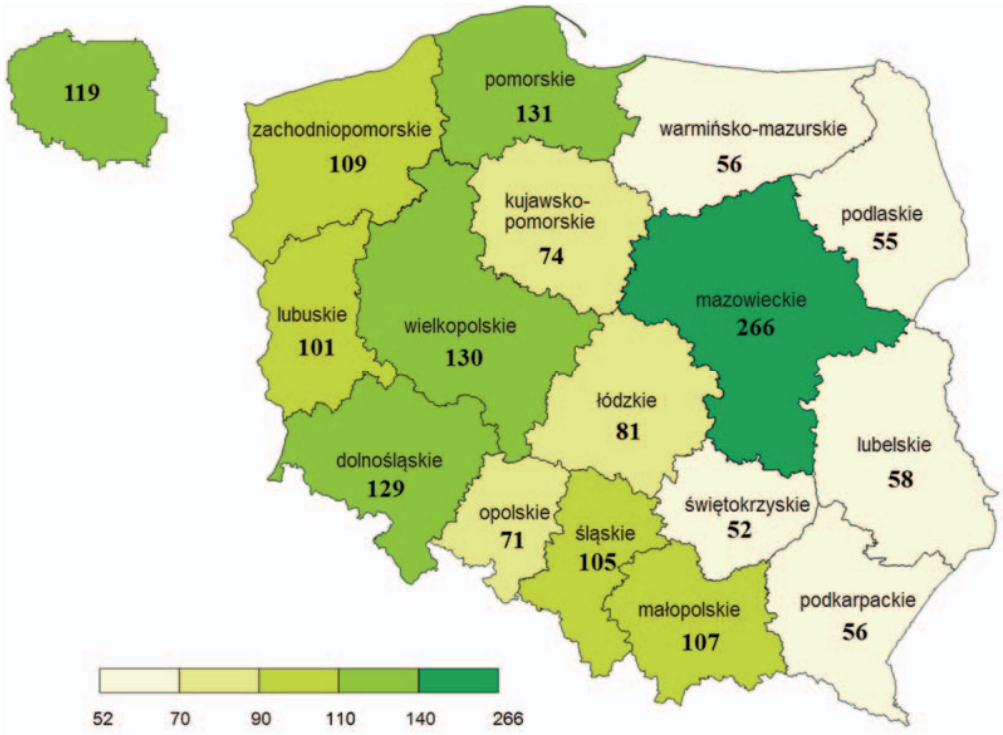 119
pomorskie
131
zachodniopomorskie
109
warmińsko-mazurskie
56
kujawsko-
pomorskie
74
podlaskie
55
mazowieckie
266
lubuskie
101
wielkopolskie
130
łódzkie
81
lubelskie
58
dolnośląskie
129
opolskie
71
śląskie
105
świętokrzyskie
52
małopolskie
107
podkarpackie
56
52 70 90 110 140 266